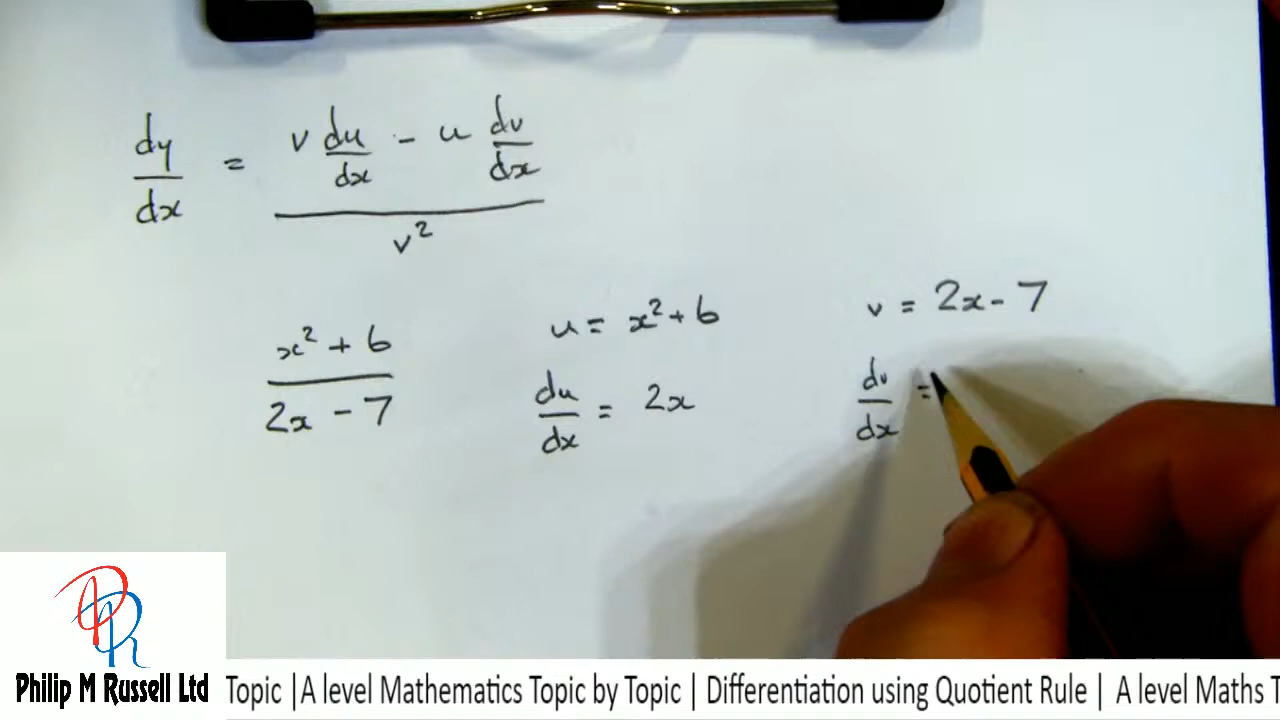 dy/dx = (v du/dx - u dv/dx) / v²
(x² + 6) / (2x - 7)
u = x² + 6
du/dx = 2x
v = 2x - 7
dv/dx =
Philip M Russell Ltd
Topic | A level Mathematics Topic by Topic | Differentiation using Quotient Rule | A level Maths T